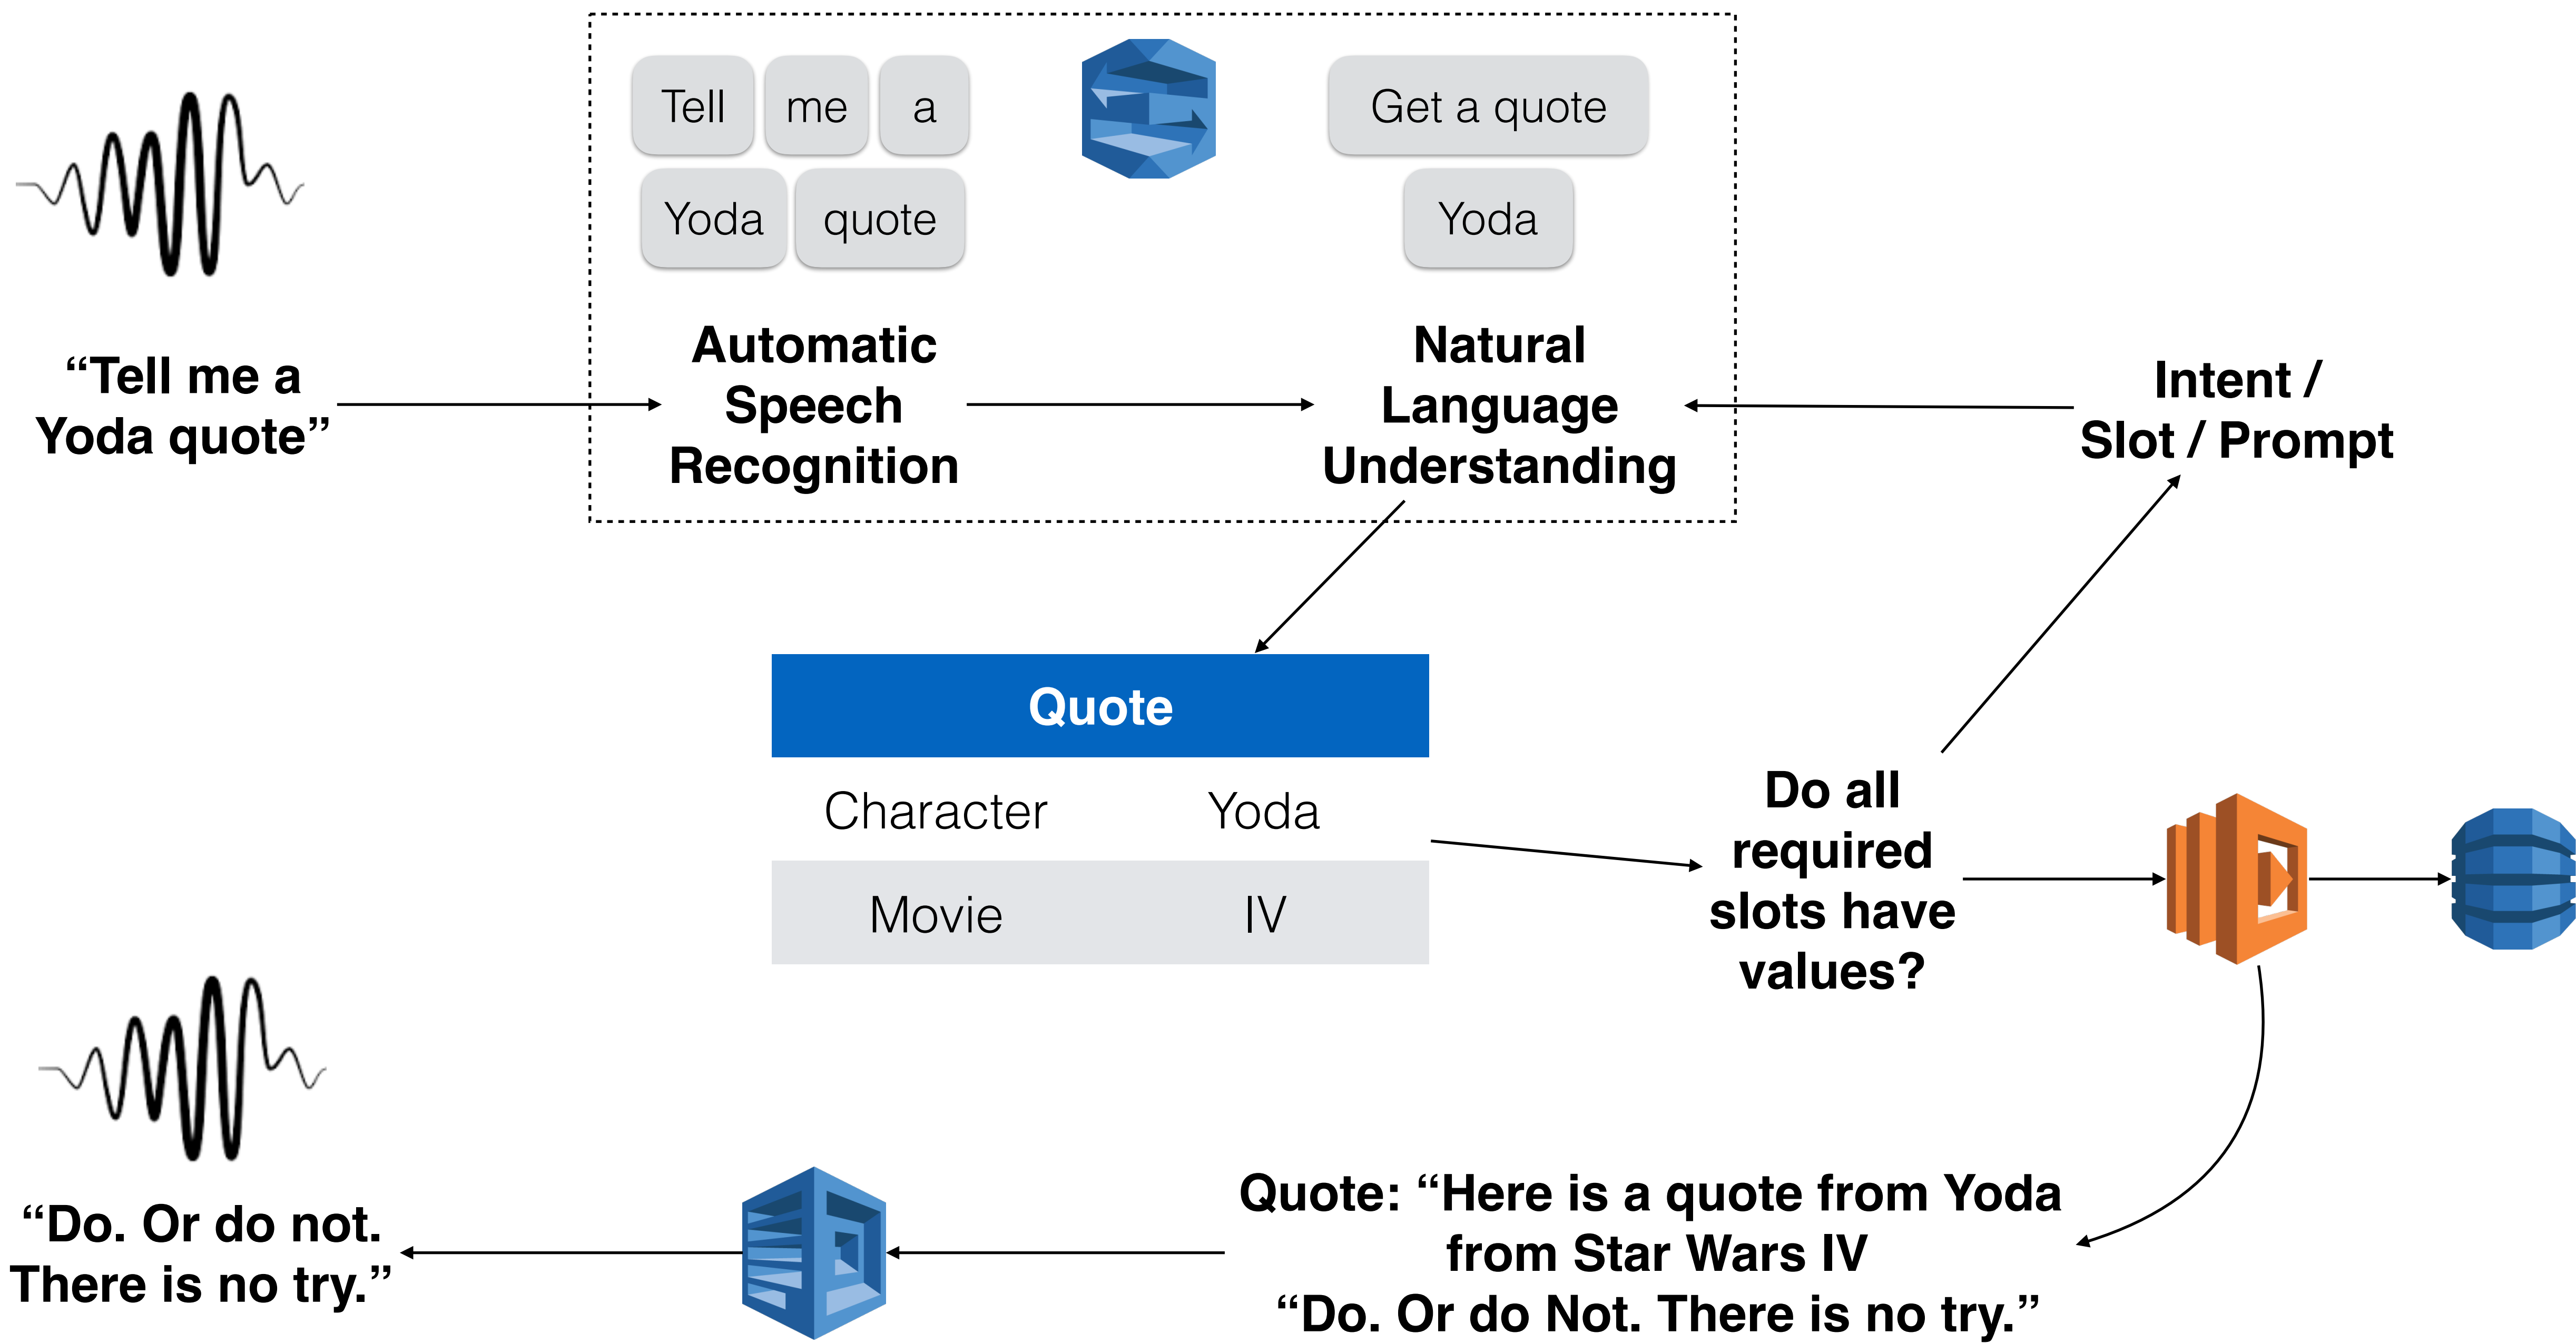 Tell me a
Yoda quote
Get a quote
Yoda
“Tell me a
Yoda quote”
Automatic
Speech
Recognition
Natural
Language
Understanding
Intent /
Slot / Prompt
Quote
Character Yoda
Movie IV
Do all
required
slots have
values?
Quote: “Here is a quote from Yoda
from Star Wars IV
“Do. Or do Not. There is no try.”
“Do. Or do not.
There is no try.”